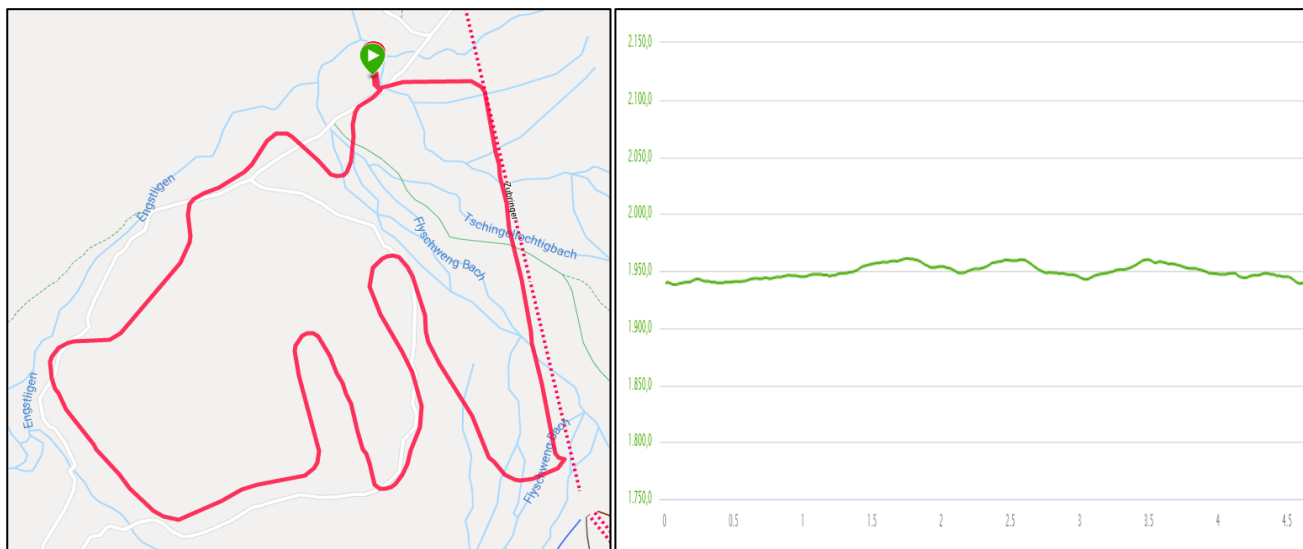 Engstligen
Zubringer
Tschingellochtigbach
Flyschweng Bach
Engstligen
Flyschweng Bach
2.150,0
2.100,0
2.050,0
2.000,0
1.950,0
1.900,0
1.850,0
1.800,0
1.750,0
0 0.5 1 1.5 2 2.5 3 3.5 4 4.5